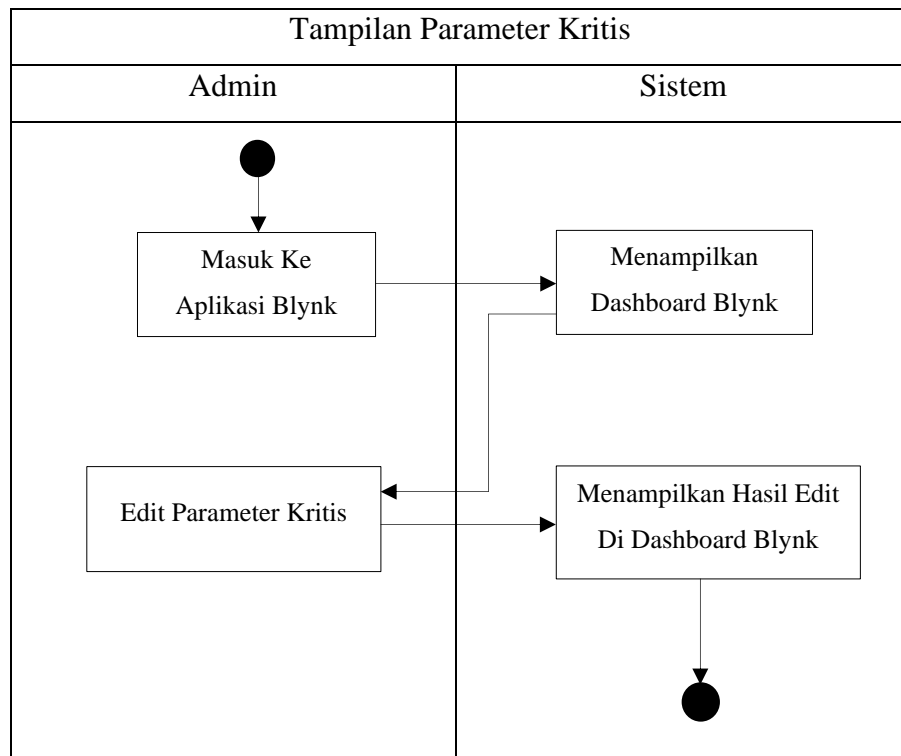 Tampilan Parameter Kritis
Admin
Sistem
Masuk Ke
Aplikasi Blynk
Menampilkan
Dashboard Blynk
Edit Parameter Kritis
Menampilkan Hasil Edit
Di Dashboard Blynk